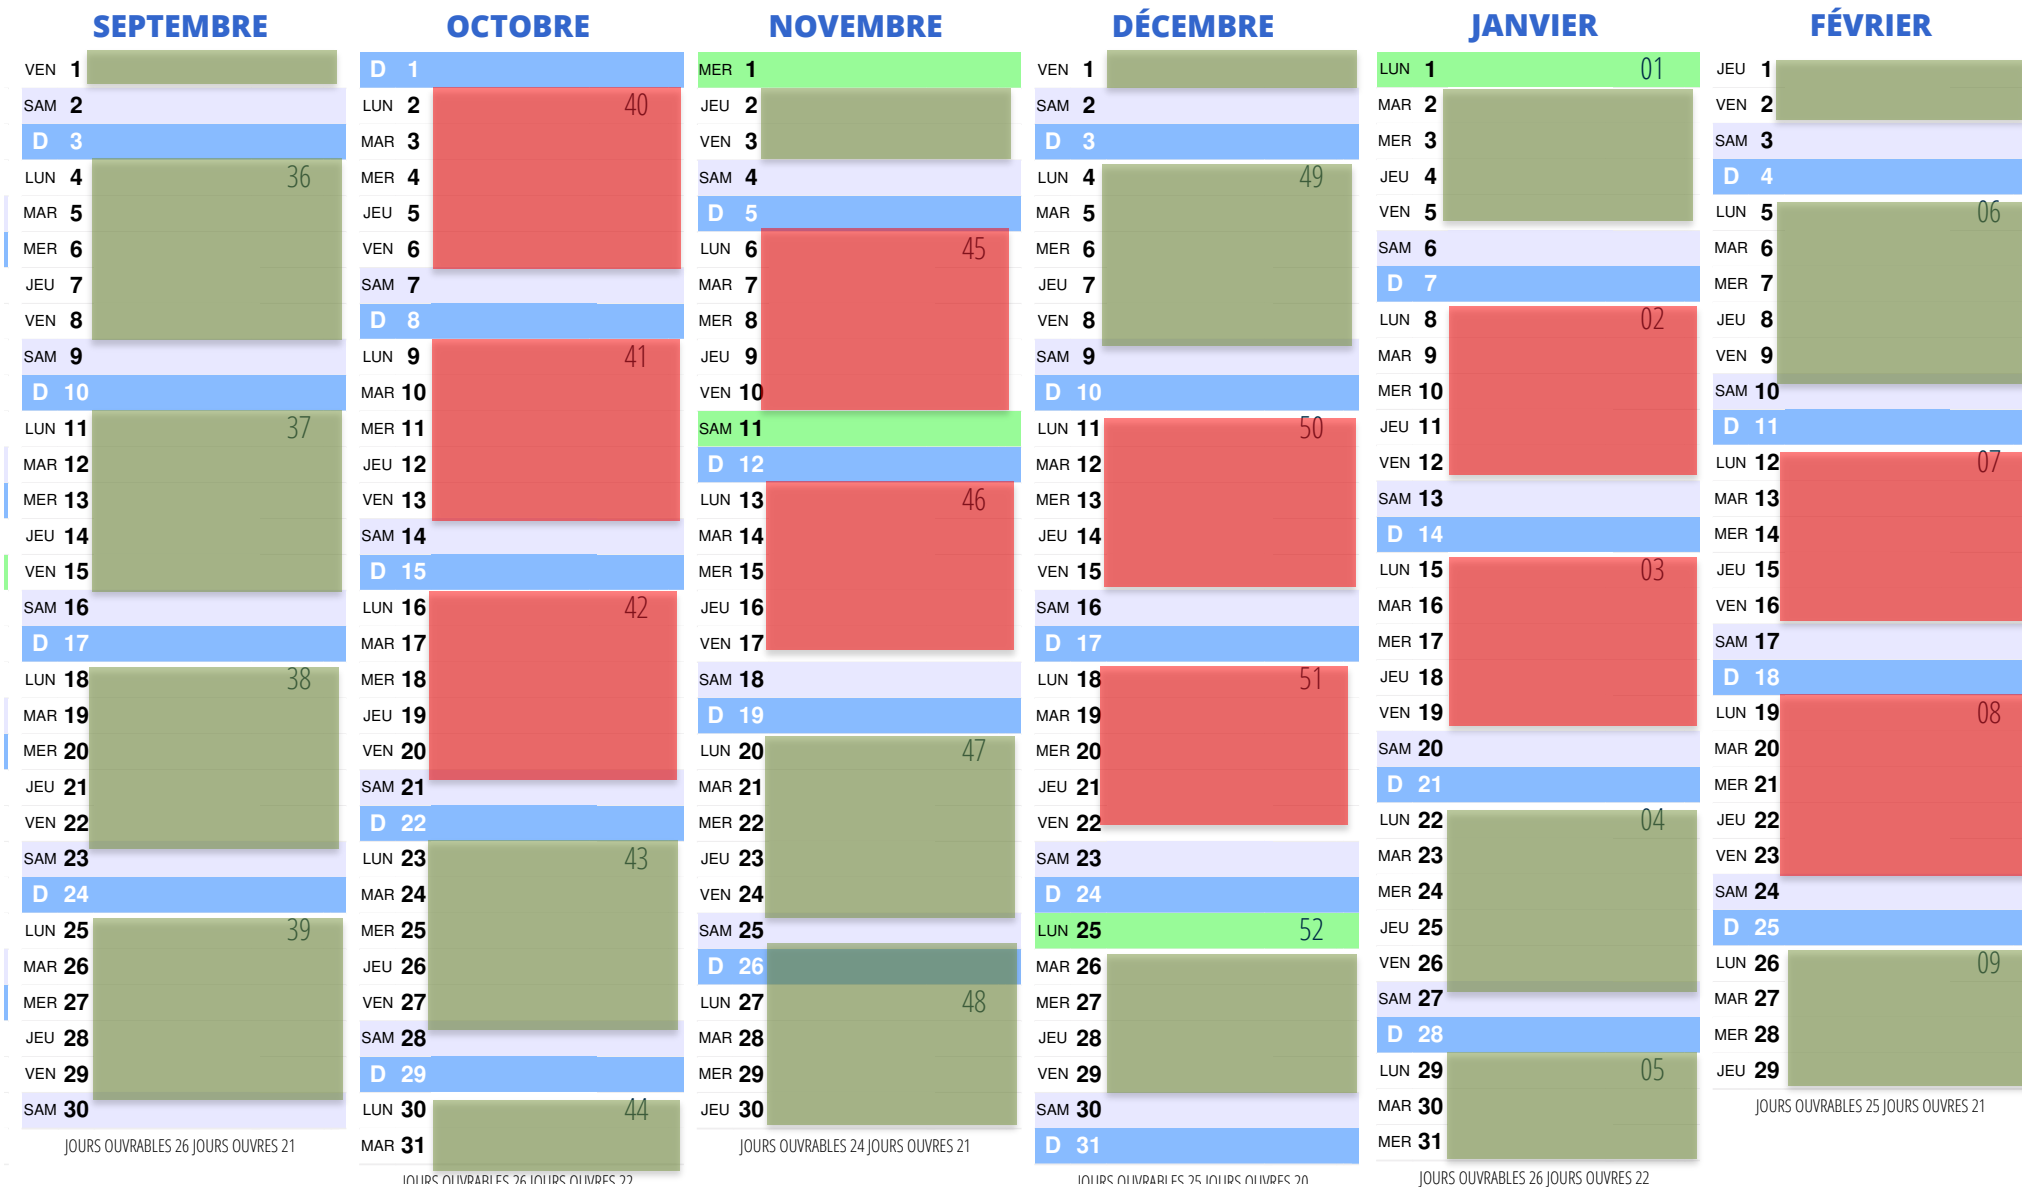 SEPTEMBRE
VEN 1
SAM 2
D 3
LUN 4 36
MAR 5
MER 6
JEU 7
VEN 8
SAM 9
D 10
LUN 11 37
MAR 12
MER 13
JEU 14
VEN 15
SAM 16
D 17
LUN 18 38
MAR 19
MER 20
JEU 21
VEN 22
SAM 23
D 24
LUN 25 39
MAR 26
MER 27
JEU 28
VEN 29
SAM 30
JOURS OUVRABLES 26 JOURS OUVRES 21
OCTOBRE
D 1
LUN 2 40
MAR 3
MER 4
JEU 5
VEN 6
SAM 7
D 8
LUN 9 41
MAR 10
MER 11
JEU 12
VEN 13
SAM 14
D 15
LUN 16 42
MAR 17
MER 18
JEU 19
VEN 20
SAM 21
D 22
LUN 23 43
MAR 24
MER 25
JEU 26
VEN 27
SAM 28
D 29
LUN 30 44
MAR 31
JOURS OUVRABLES 26 JOURS OUVRES 22
NOVEMBRE
MER 1
JEU 2
VEN 3
SAM 4
D 5
LUN 6 45
MAR 7
MER 8
JEU 9
VEN 10
SAM 11
D 12
LUN 13 46
MAR 14
MER 15
JEU 16
VEN 17
SAM 18
D 19
LUN 20 47
MAR 21
MER 22
JEU 23
VEN 24
SAM 25
D 26
LUN 27 48
MAR 28
MER 29
JEU 30
JOURS OUVRABLES 24 JOURS OUVRES 21
DÉCEMBRE
VEN 1
SAM 2
D 3
LUN 4 49
MAR 5
MER 6
JEU 7
VEN 8
SAM 9
D 10
LUN 11 50
MAR 12
MER 13
JEU 14
VEN 15
SAM 16
D 17
LUN 18 51
MAR 19
MER 20
JEU 21
VEN 22
SAM 23
D 24
LUN 25 52
MAR 26
MER 27
JEU 28
VEN 29
SAM 30
D 31
JOURS OUVRABLES 25 JOURS OUVRES 20
JANVIER
LUN 1 01
MAR 2
MER 3
JEU 4
VEN 5
SAM 6
D 7
LUN 8 02
MAR 9
MER 10
JEU 11
VEN 12
SAM 13
D 14
LUN 15 03
MAR 16
MER 17
JEU 18
VEN 19
SAM 20
D 21
LUN 22 04
MAR 23
MER 24
JEU 25
VEN 26
SAM 27
D 28
LUN 29 05
MAR 30
MER 31
JOURS OUVRABLES 26 JOURS OUVRES 22
FÉVRIER
JEU 1
VEN 2
SAM 3
D 4
LUN 5 06
MAR 6
MER 7
JEU 8
VEN 9
SAM 10
D 11
LUN 12 07
MAR 13
MER 14
JEU 15
VEN 16
SAM 17
D 18
LUN 19 08
MAR 20
MER 21
JEU 22
VEN 23
SAM 24
D 25
LUN 26 09
MAR 27
MER 28
JEU 29
JOURS OUVRABLES 25 JOURS OUVRES 21